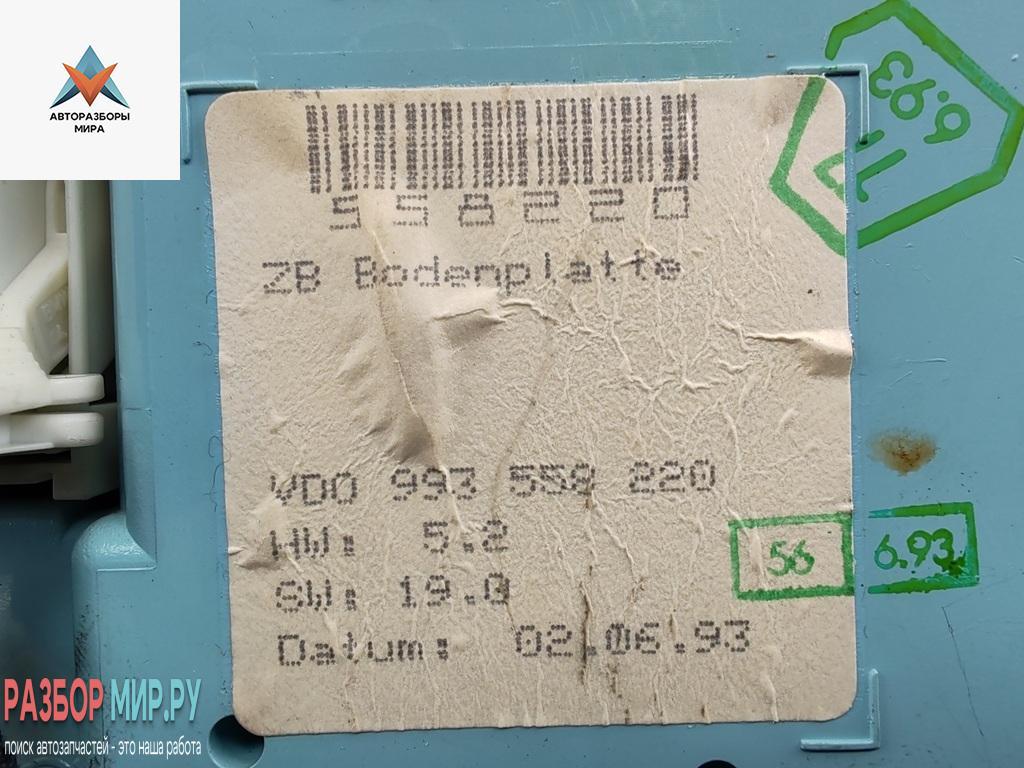 АВТОРАЗБОРЫ
МИРА
558220
ZB Bodenplatte
VDO 993 558 220
HW: 5.2
SW: 19.0
Datum: 02.06.93
6.93
56
6.93
РАЗБОР МИР.РУ
поиск автозапчастей - это наша работа